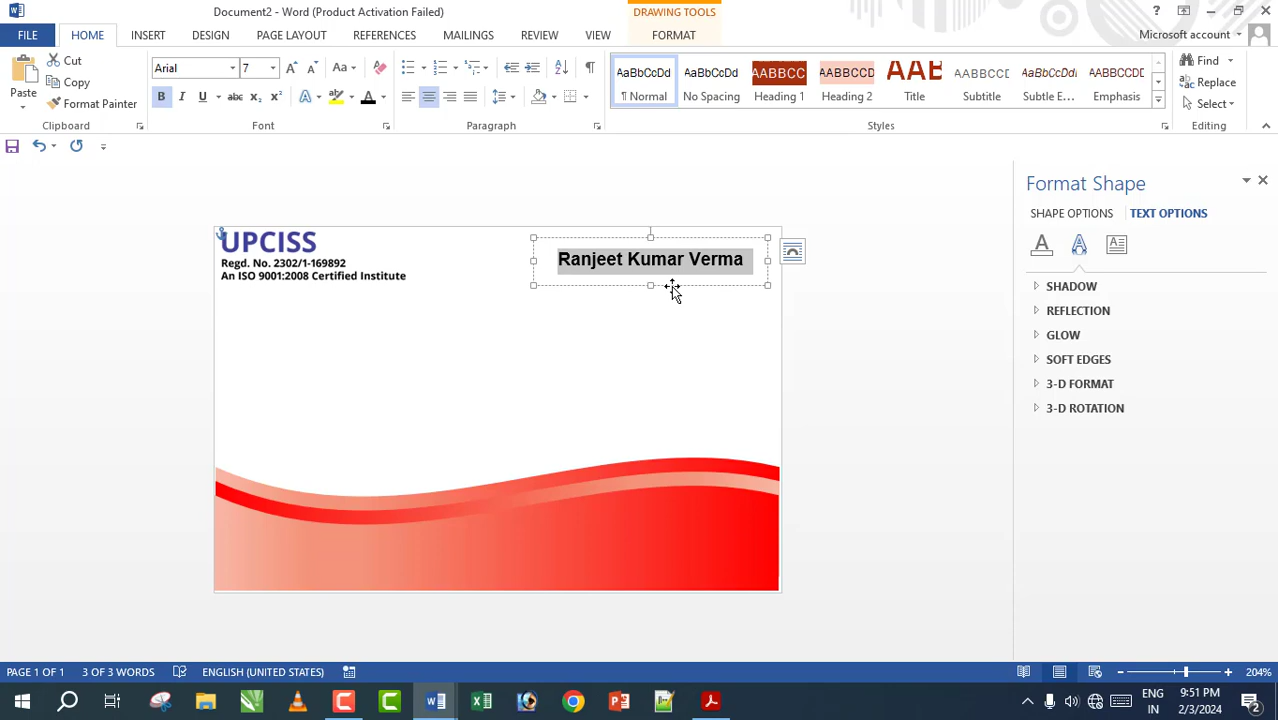 Document2 - Word (Product Activation Failed)
DRAWING TOOLS
FILE HOME INSERT DESIGN PAGE LAYOUT REFERENCES MAILINGS REVIEW VIEW FORMAT
Microsoft account
Paste
Cut
Copy
Format Painter
Clipboard
Arial 7
Font
Paragraph
AaBbCcDd AaBbCcDd AABBCC AABBCCD AAB AABBCCD AaBbCcDd AABBCCDD
¶ Normal No Spacing Heading 1 Heading 2 Title Subtitle Subtle E... Emphasis
Styles
Find
Replace
Select
Editing
UPCISS
Regd. No. 2302/1-169892
An ISO 9001:2008 Certified Institute
Ranjeet Kumar Verma
Format Shape
SHAPE OPTIONS TEXT OPTIONS
SHADOW
REFLECTION
GLOW
SOFT EDGES
3-D FORMAT
3-D ROTATION
PAGE 1 OF 1 3 OF 3 WORDS ENGLISH (UNITED STATES) 204%
ENG
IN
9:51 PM
2/3/2024
2